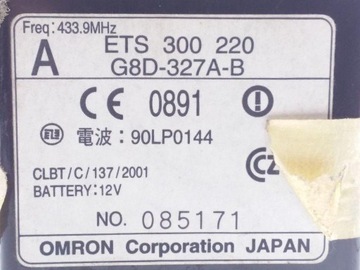 Freq: 433.9MHz
A
ETS 300 220
G8D-327A-B
CE 0891
電波：90LP0144
CLBT/C/137/2001
BATTERY:12V
NO. 085171
OMRON Corporation JAPAN